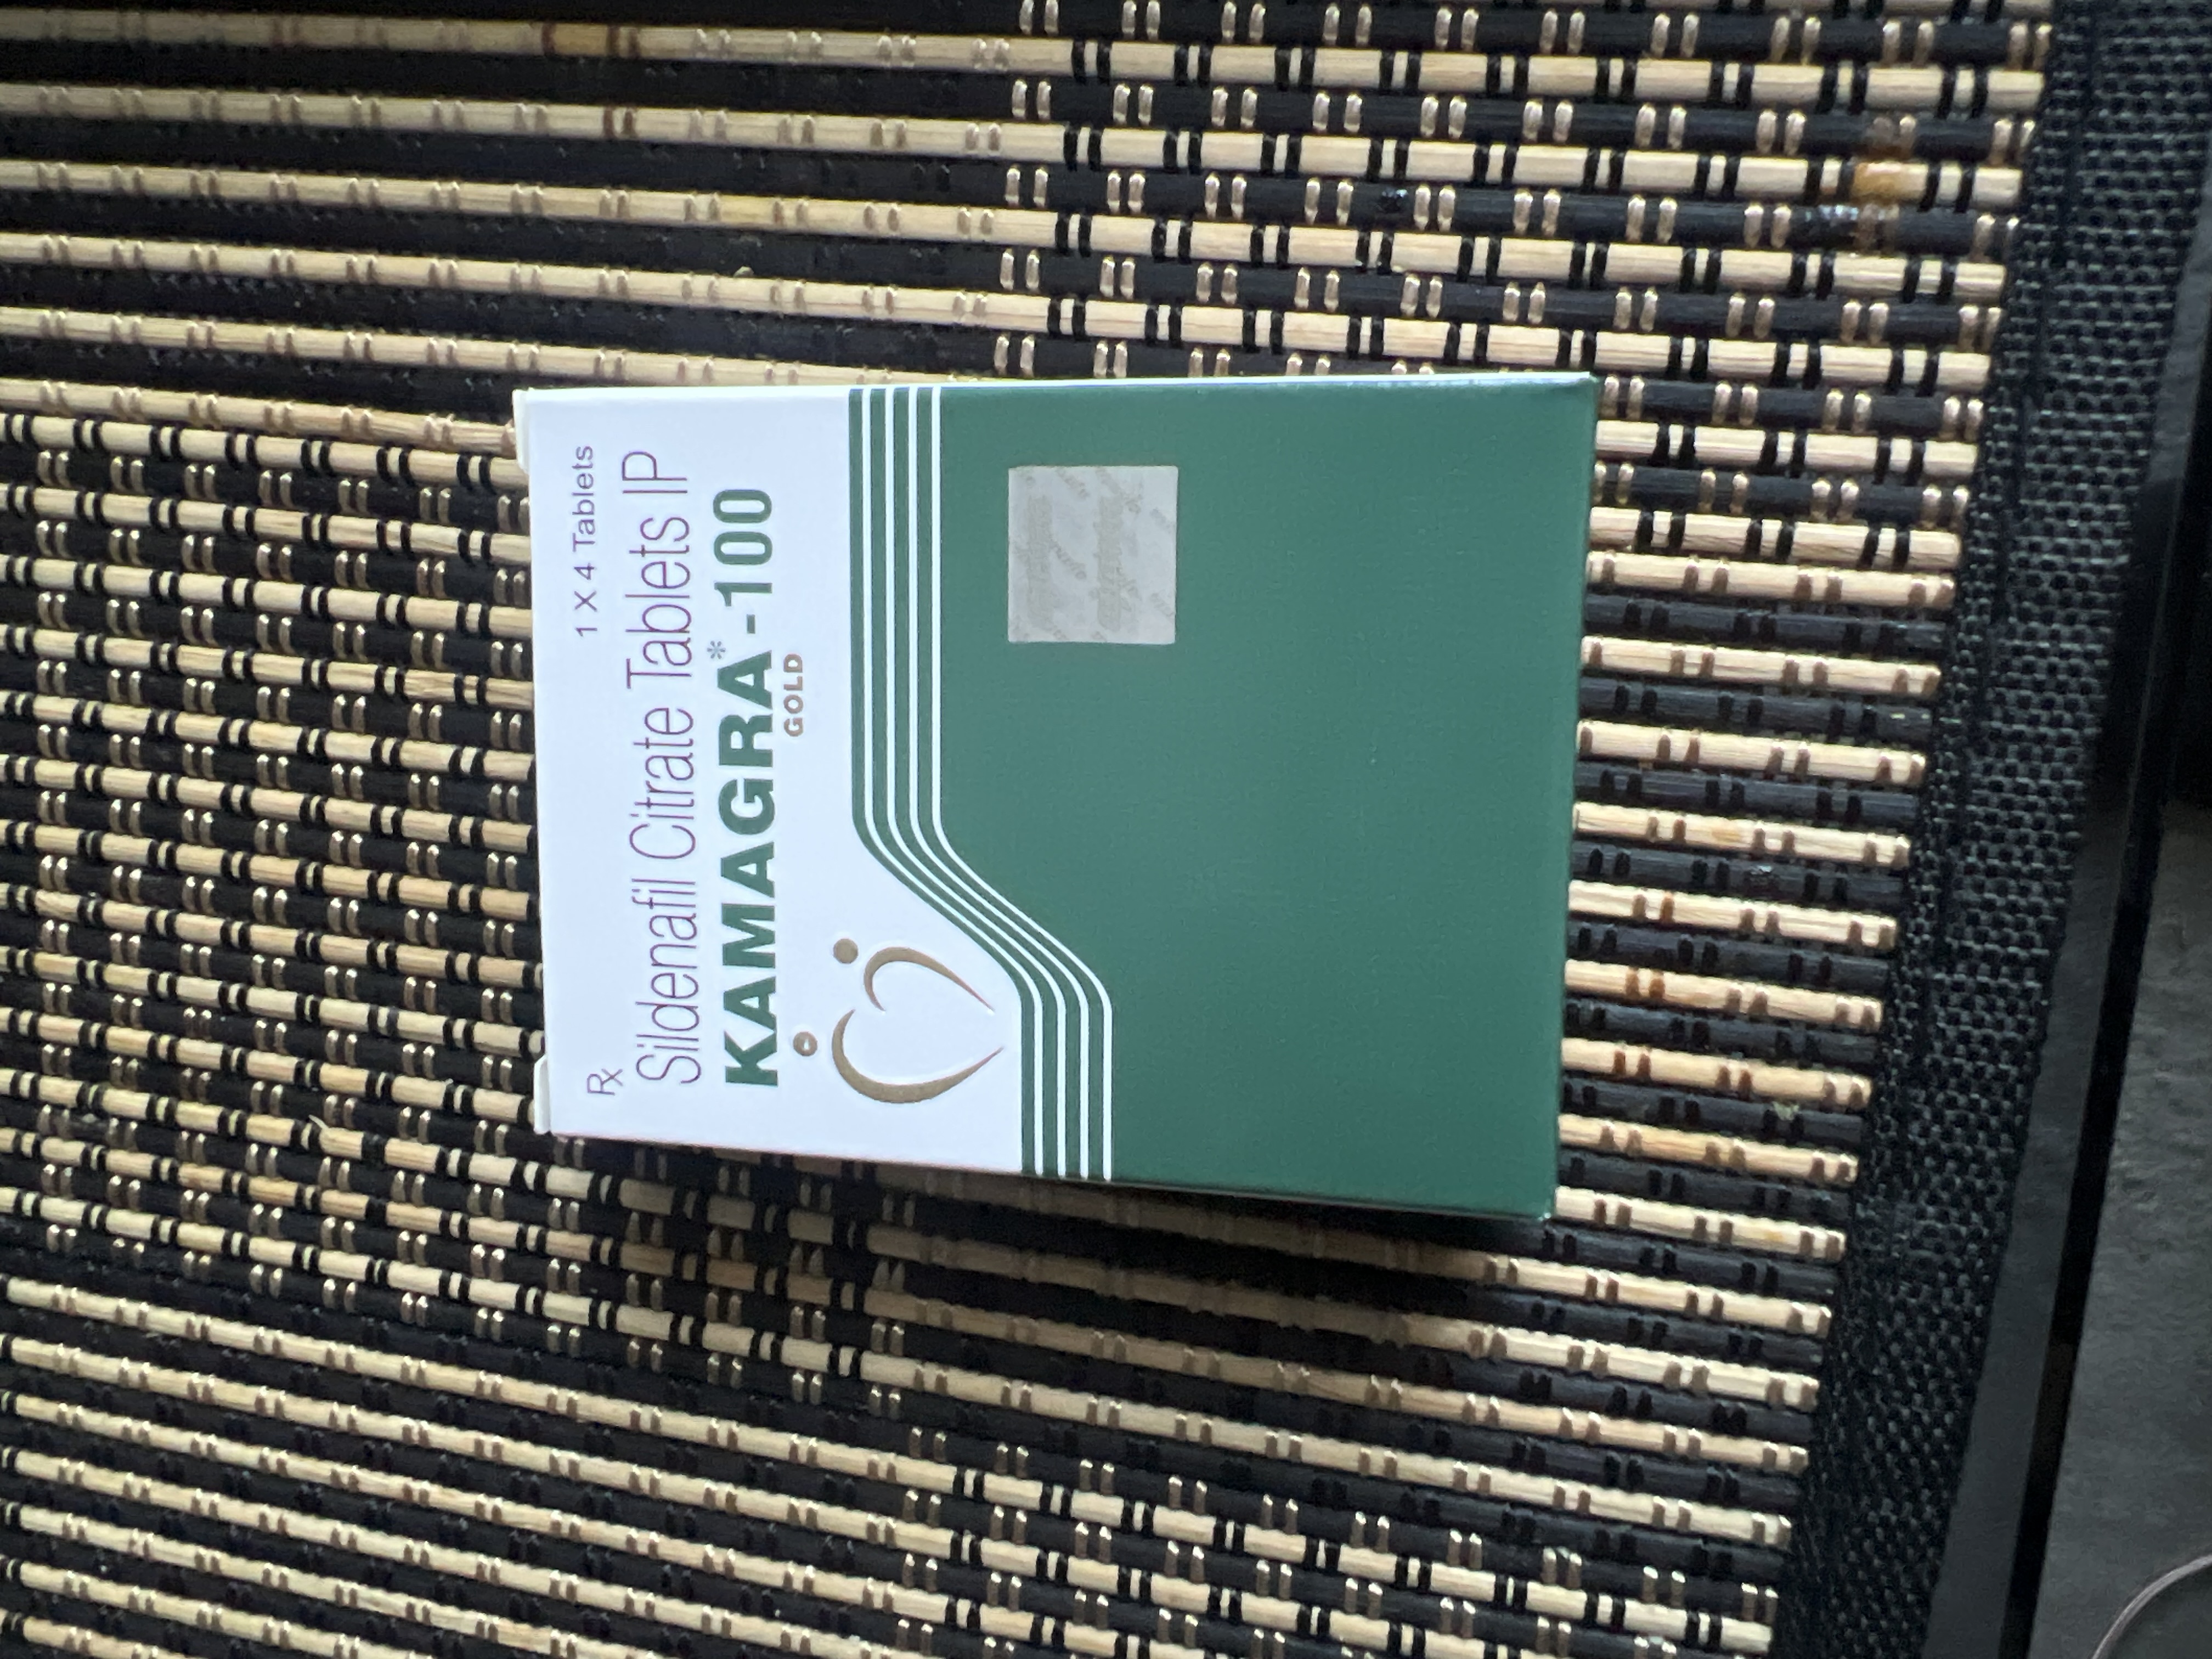 Rx 1 X 4 Tablets
Sildenafil Citrate Tablets IP
KAMAGRA*-100
GOLD